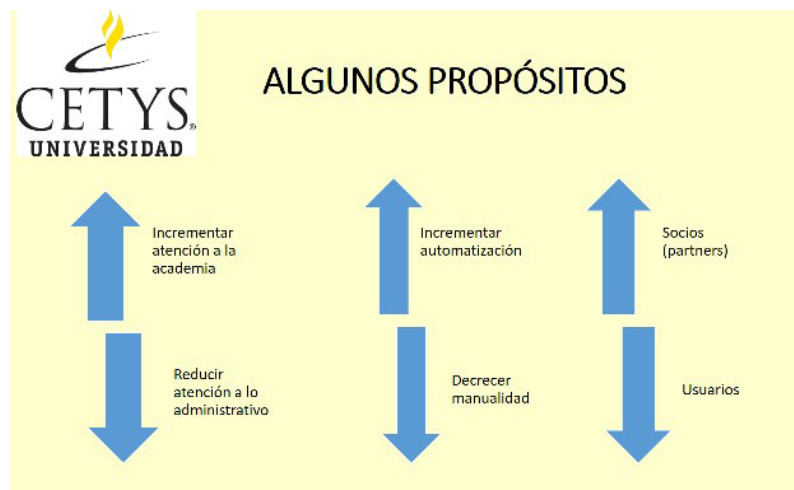 CETYS®
UNIVERSIDAD
ALGUNOS PROPÓSITOS
Incrementar
atención a la
academia
Incrementar
automatización
Socios
(partners)
Reducir
atención a lo
administrativo
Decrecer
manualidad
Usuarios